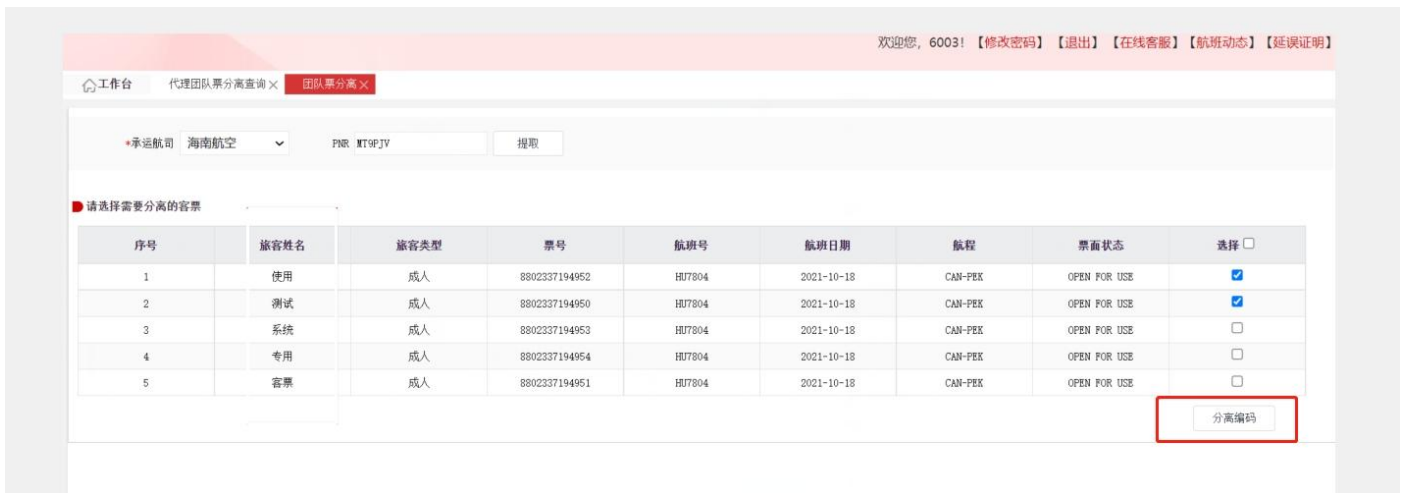 欢迎您，6003! 【修改密码】 【退出】 【在线客服】 【航班动态】 【延误证明】
工作台 代理团队票分离查询 团队票分离
*承运航司 海南航空 PNR MT9PJV 提取
请选择需要分离的客票
序号 旅客姓名 旅客类型 票号 航班号 航班日期 航程 票面状态 选择
1 使用 成人 8802337194952 HU7804 2021-10-18 CAN-PEK OPEN FOR USE
2 测试 成人 8802337194950 HU7804 2021-10-18 CAN-PEK OPEN FOR USE
3 系统 成人 8802337194953 HU7804 2021-10-18 CAN-PEK OPEN FOR USE
4 专用 成人 8802337194954 HU7804 2021-10-18 CAN-PEK OPEN FOR USE
5 客票 成人 8802337194951 HU7804 2021-10-18 CAN-PEK OPEN FOR USE
分离编码